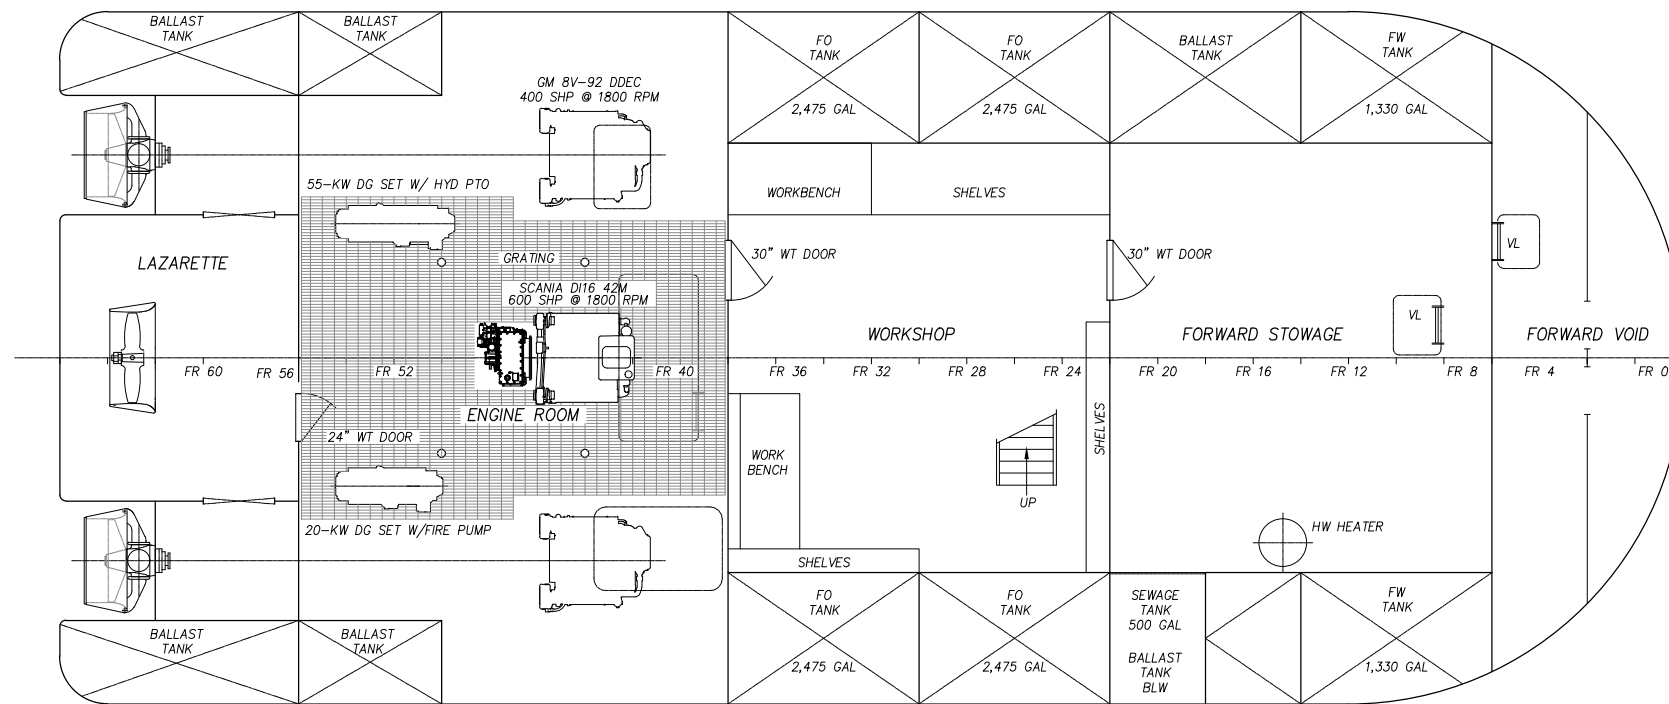 BALLAST
TANK
BALLAST
TANK
FO
TANK
2,475 GAL
FO
TANK
2,475 GAL
BALLAST
TANK
FW
TANK
1,330 GAL
GM 8V-92 DDEC
400 SHP @ 1800 RPM
55-KW DG SET W/ HYD PTO
WORKBENCH
SHELVES
LAZARETTE
GRATING
30" WT DOOR
30" WT DOOR
VL
SCANIA DI16 42M
600 SHP @ 1800 RPM
VL
WORKSHOP
FORWARD STOWAGE
FORWARD VOID
FR 60
FR 56
FR 52
FR 40
FR 36
FR 32
FR 28
FR 24
FR 20
FR 16
FR 12
FR 8
FR 4
FR 0
ENGINE ROOM
24" WT DOOR
WORK
BENCH
SHELVES
UP
20-KW DG SET W/FIRE PUMP
HW HEATER
SHELVES
BALLAST
TANK
BALLAST
TANK
FO
TANK
2,475 GAL
FO
TANK
2,475 GAL
SEWAGE
TANK
500 GAL
BALLAST
TANK
BLW
FW
TANK
1,330 GAL